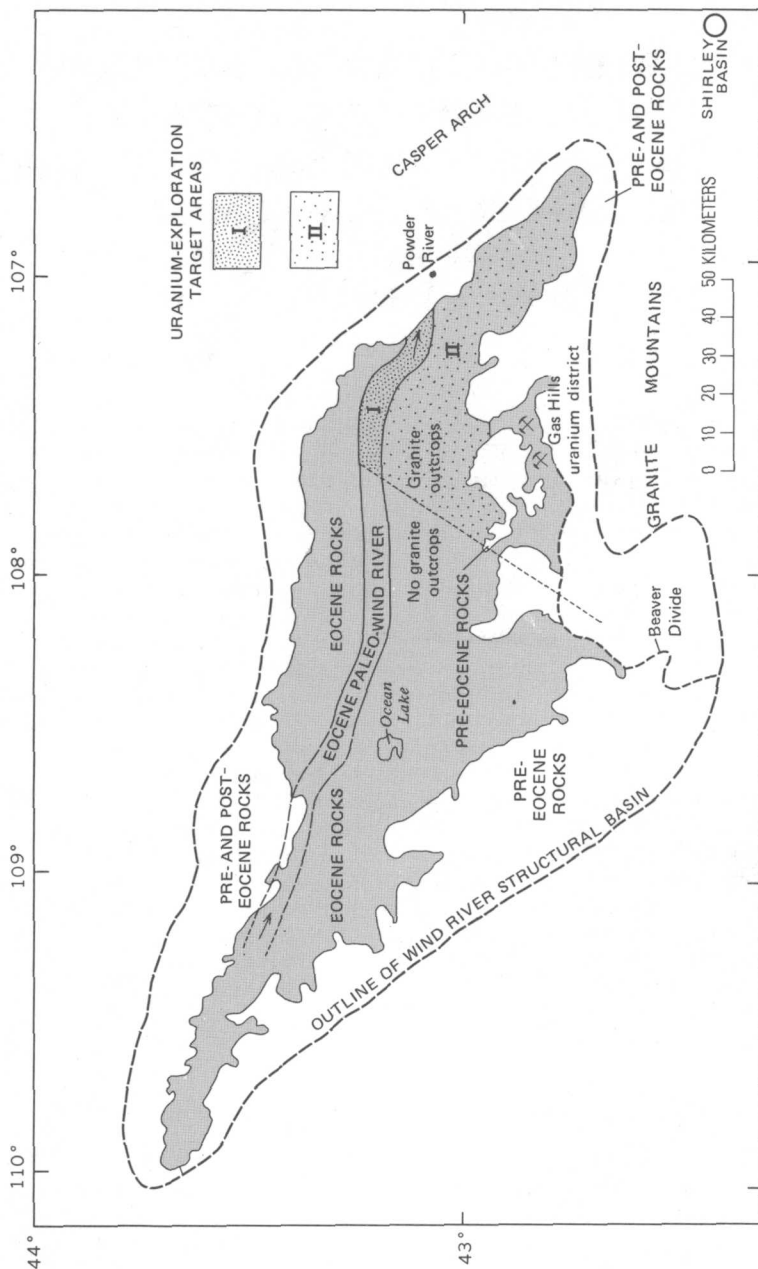 110°
109°
108°
107°
44°
43°
URANIUM-EXPLORATION
TARGET AREAS
I
II
PRE- AND POST-
EOCENE ROCKS
EOCENE ROCKS
EOCENE PALEO-WIND RIVER
I
CASPER ARCH
Powder
River
EOCENE ROCKS
Ocean
Lake
No granite
outcrops
Granite
outcrops
II
PRE-EOCENE ROCKS
PRE-
EOCENE
ROCKS
Gas Hills
uranium district
OUTLINE OF WIND RIVER STRUCTURAL BASIN
Beaver
Divide
GRANITE MOUNTAINS
PRE- AND POST-
EOCENE ROCKS
0 10 20 30 40 50 KILOMETERS
SHIRLEY
BASIN